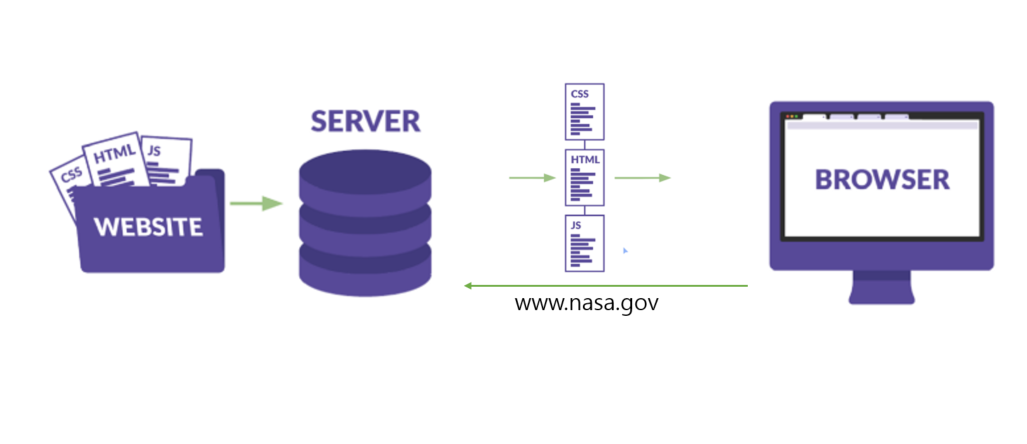 CSS
HTML
JS
WEBSITE
SERVER
CSS
HTML
JS
www.nasa.gov
BROWSER